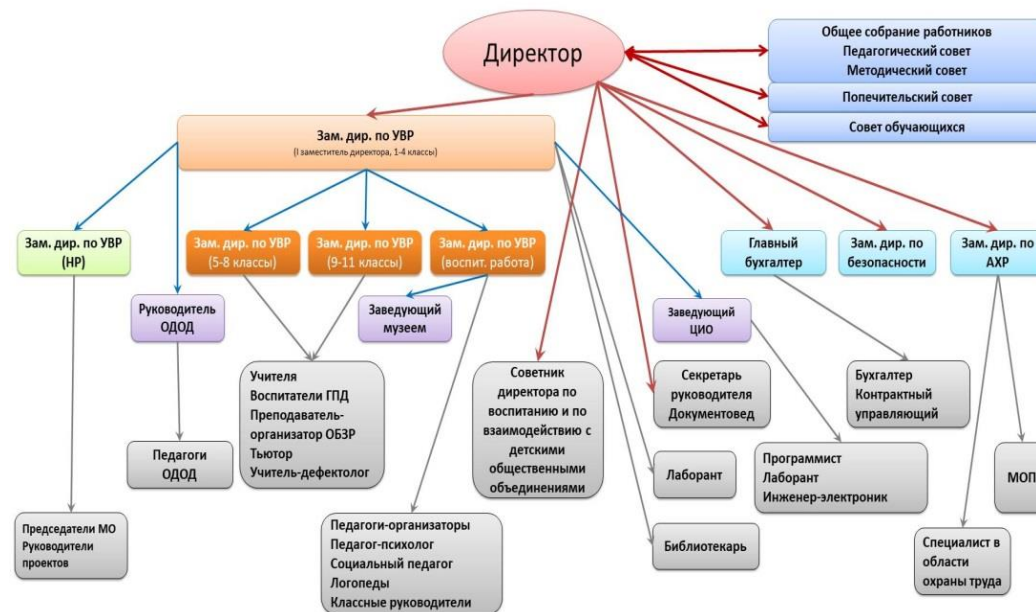 Директор
Общее собрание работников
Педагогический совет
Методический совет
Попечительский совет
Совет обучающихся
Зам. дир. по УВР
(I заместитель директора, 1-4 классы)
Зам. дир. по УВР
(НР)
Зам. дир. по УВР
(5-8 классы)
Зам. дир. по УВР
(9-11 классы)
Зам. дир. по УВР
(воспит. работа)
Главный
бухгалтер
Зам. дир. по
безопасности
Зам. дир. по
АХР
Руководитель
ОДОД
Заведующий
музеем
Заведующий
ЦИО
Учителя
Воспитатели ГПД
Преподаватель-
организатор ОБЗР
Тьютор
Учитель-дефектолог
Советник
директора по
воспитанию и по
взаимодействию с
детскими
общественными
объединениями
Секретарь
руководителя
Документовед
Бухгалтер
Контрактный
управляющий
Педагоги
ОДОД
Лаборант
Программист
Лаборант
Инженер-электроник
МОП
Председатели МО
Руководители
проектов
Педагоги-организаторы
Педагог-психолог
Социальный педагог
Логопеды
Классные руководители
Библиотекарь
Специалист в
области
охраны труда